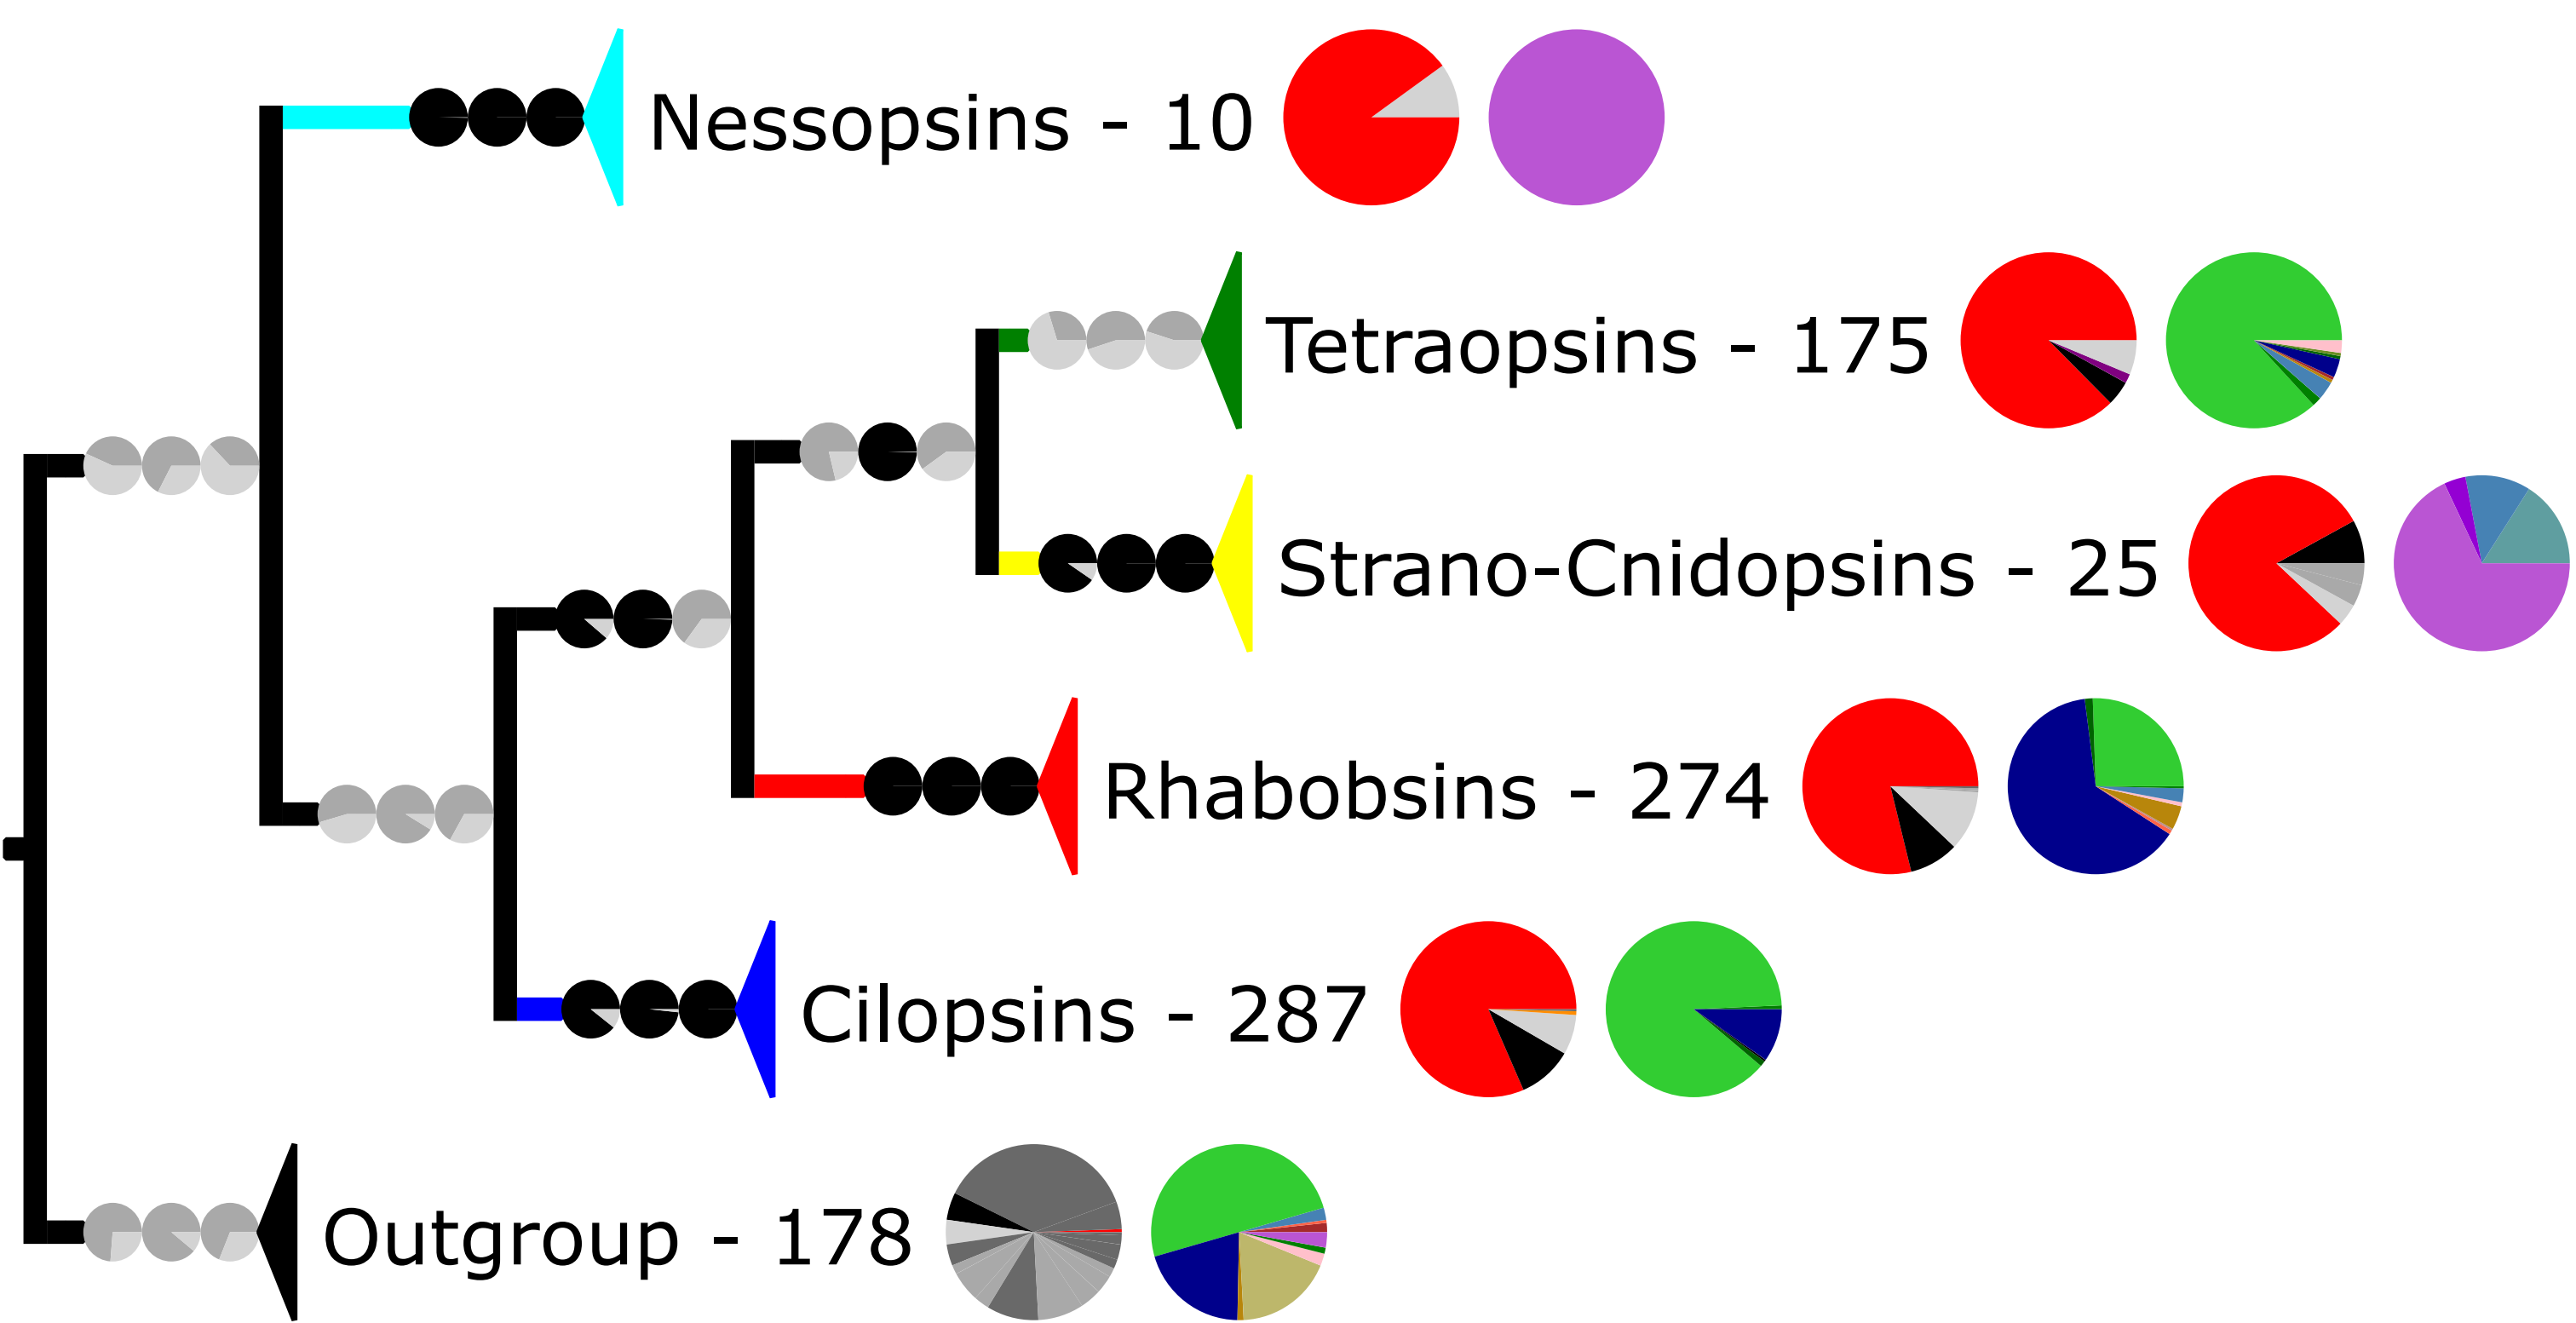 Nessopsins - 10
Tetraopsins - 175
Strano-Cnidopsins - 25
Rhabobsins - 274
Cilopsins - 287
Outgroup - 178